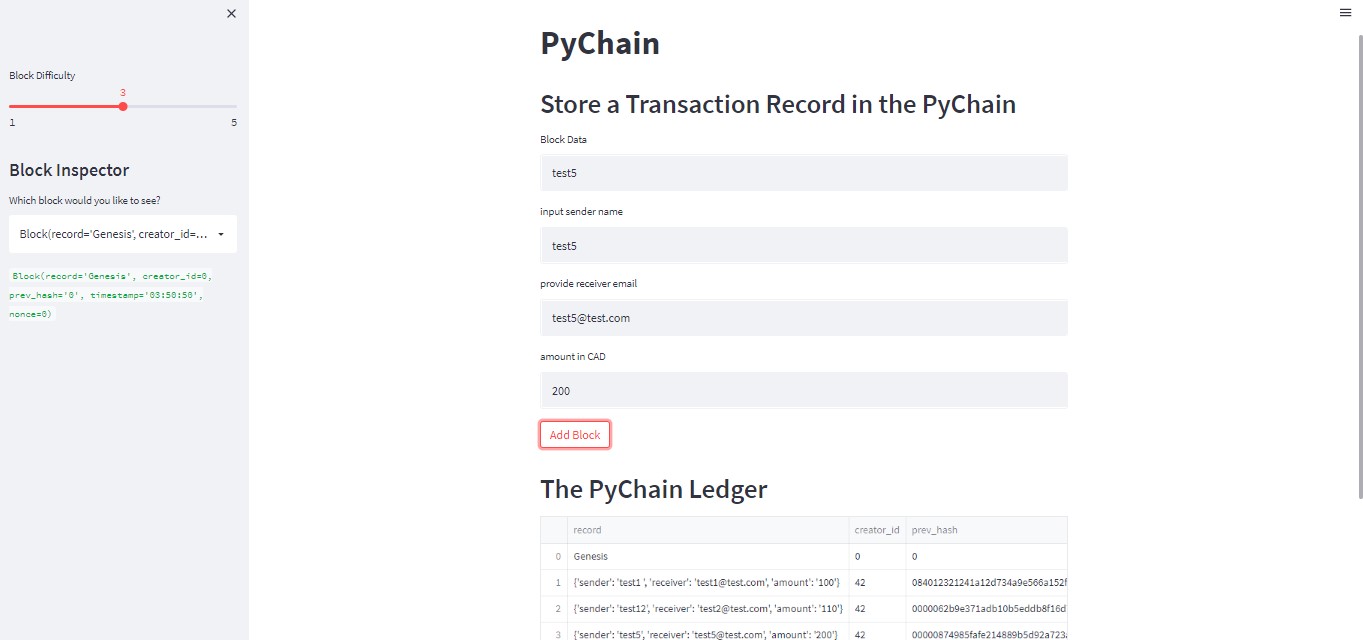 Block Difficulty
3
1 5
Block Inspector
Which block would you like to see?
Block(record='Genesis', creator_id=...
Block(record='Genesis', creator_id=0,
prev_hash='0', timestamp='03:50:50',
nonce=0)
PyChain
Store a Transaction Record in the PyChain
Block Data
test5
input sender name
test5
provide receiver email
test5@test.com
amount in CAD
200
Add Block
The PyChain Ledger
record creator_id prev_hash
0 Genesis 0 0
1 {'sender': 'test1 ', 'receiver': 'test1@test.com', 'amount': '100'} 42 084012321241a12d734a9e566a152f
2 {'sender': 'test12', 'receiver': 'test2@test.com', 'amount': '110'} 42 0000062b9e371adb10b5eddb8f16d
3 {'sender': 'test5', 'receiver': 'test5@test.com', 'amount': '200'} 42 00000874985fafe214889b5d92a723a